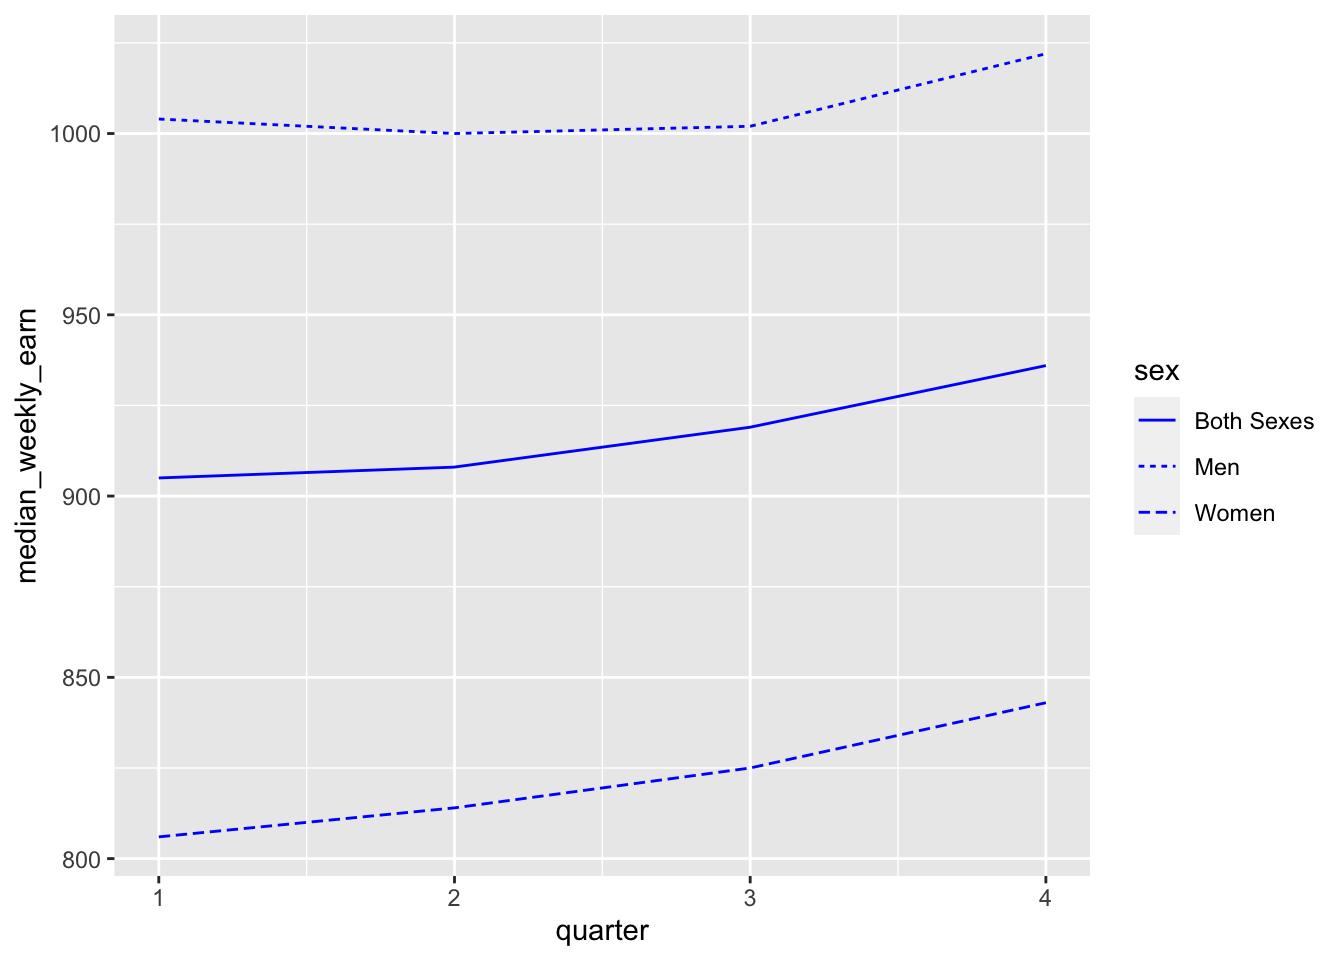 median_weekly_earn
1000
950
900
850
800
1 2 3 4
quarter
sex
Both Sexes
Men
Women